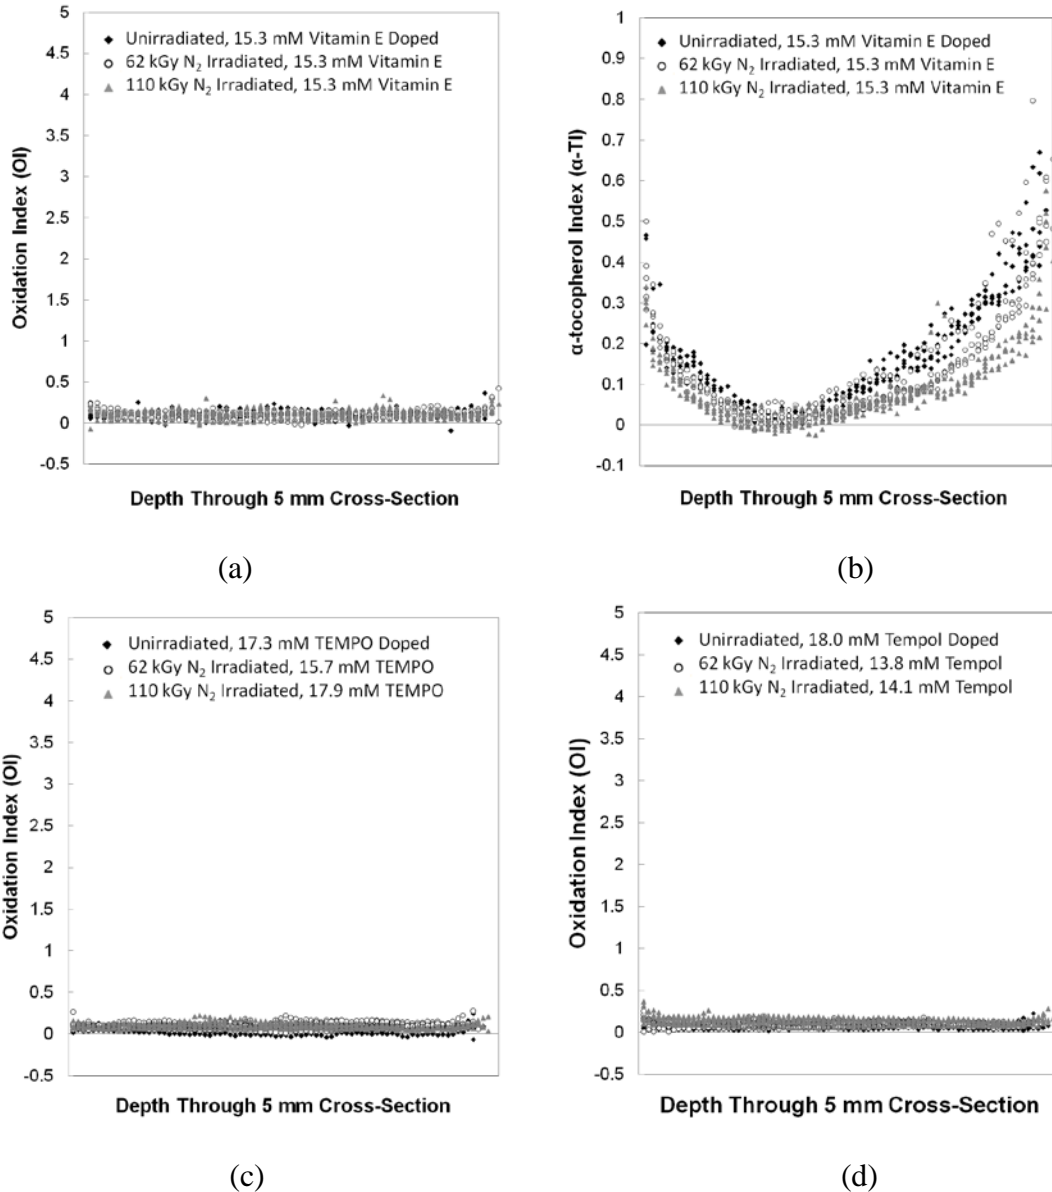 5
4.5
4
3.5
3
2.5
2
1.5
1
0.5
0
-0.5
Oxidation Index (OI)
Unirradiated, 15.3 mM Vitamin E Doped
62 kGy N₂ Irradiated, 15.3 mM Vitamin E
110 kGy N₂ Irradiated, 15.3 mM Vitamin E
Depth Through 5 mm Cross-Section
(a)
1
0.9
0.8
0.7
0.6
0.5
0.4
0.3
0.2
0.1
0
-0.1
α-tocopherol Index (α-TI)
Unirradiated, 15.3 mM Vitamin E Doped
62 kGy N₂ Irradiated, 15.3 mM Vitamin E
110 kGy N₂ Irradiated, 15.3 mM Vitamin E
Depth Through 5 mm Cross-Section
(b)
5
4.5
4
3.5
3
2.5
2
1.5
1
0.5
0
-0.5
Oxidation Index (OI)
Unirradiated, 17.3 mM TEMPO Doped
62 kGy N₂ Irradiated, 15.7 mM TEMPO
110 kGy N₂ Irradiated, 17.9 mM TEMPO
Depth Through 5 mm Cross-Section
(c)
5
4.5
4
3.5
3
2.5
2
1.5
1
0.5
0
-0.5
Oxidation Index (OI)
Unirradiated, 18.0 mM Tempol Doped
62 kGy N₂ Irradiated, 13.8 mM Tempol
110 kGy N₂ Irradiated, 14.1 mM Tempol
Depth Through 5 mm Cross-Section
(d)